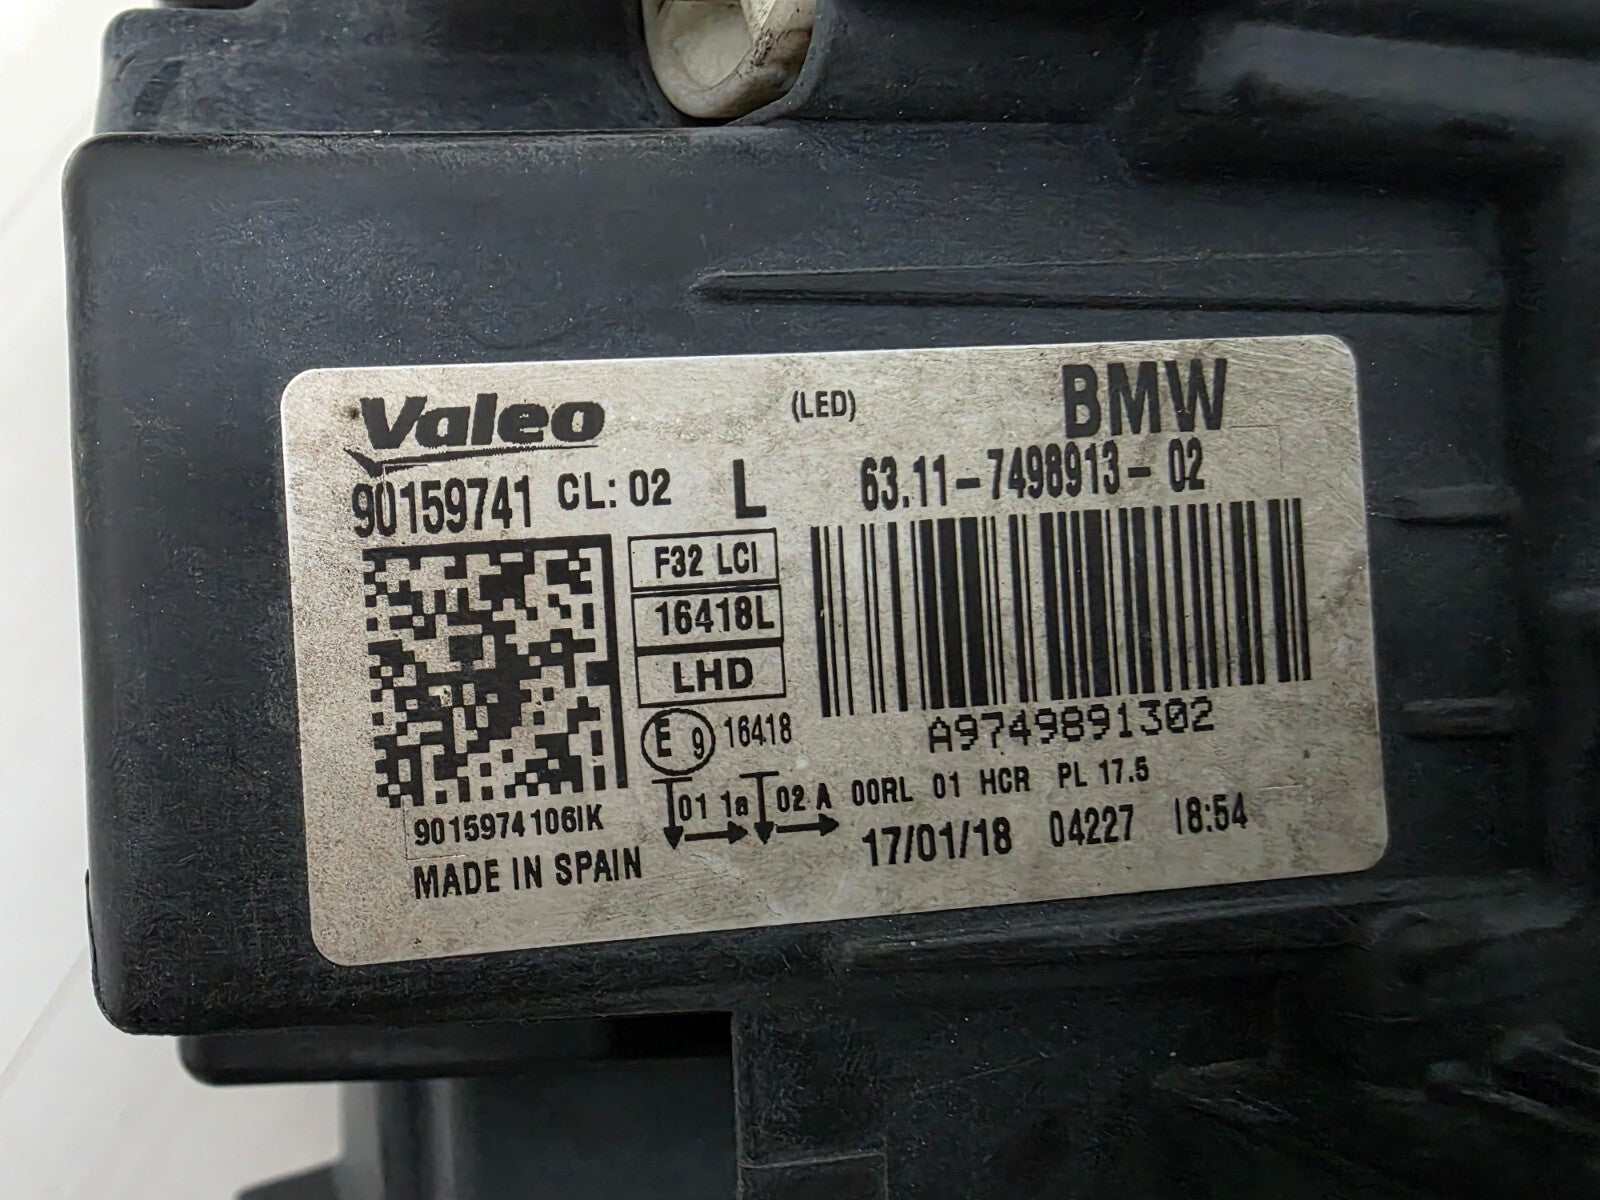 Valeo (LED) BMW
90159741 CL: 02 L 63.11-7498913-02
F32 LCI
16418L
LHD
E 9 16418
A9749891302
01 1a 02 A 00RL 01 HCR PL 17.5
9015974106IK
17/01/18 04227 18:54
MADE IN SPAIN